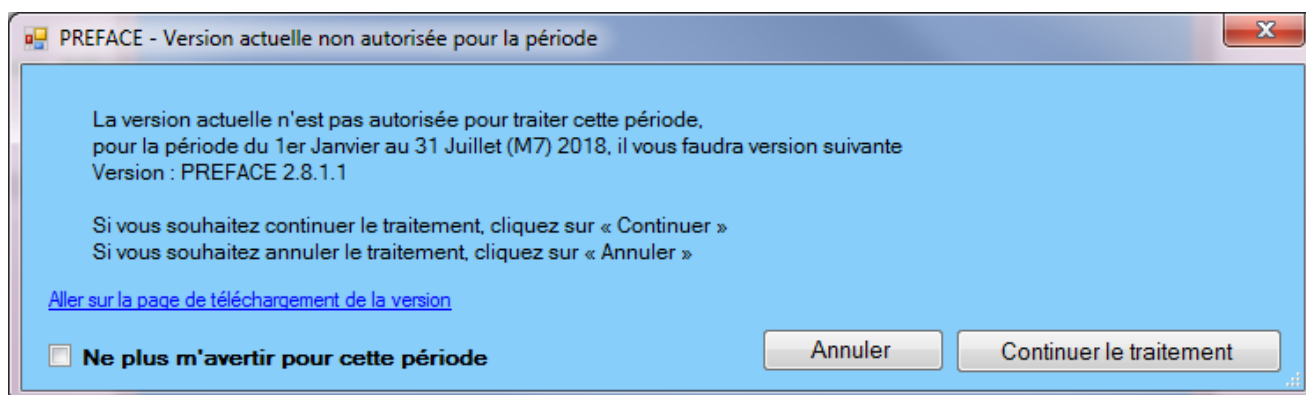 PREFACE - Version actuelle non autorisée pour la période
La version actuelle n'est pas autorisée pour traiter cette période,
pour la période du 1er Janvier au 31 Juillet (M7) 2018, il vous faudra version suivante
Version : PREFACE 2.8.1.1
Si vous souhaitez continuer le traitement, cliquez sur « Continuer »
Si vous souhaitez annuler le traitement, cliquez sur « Annuler »
Aller sur la page de téléchargement de la version
Ne plus m'avertir pour cette période
Annuler
Continuer le traitement